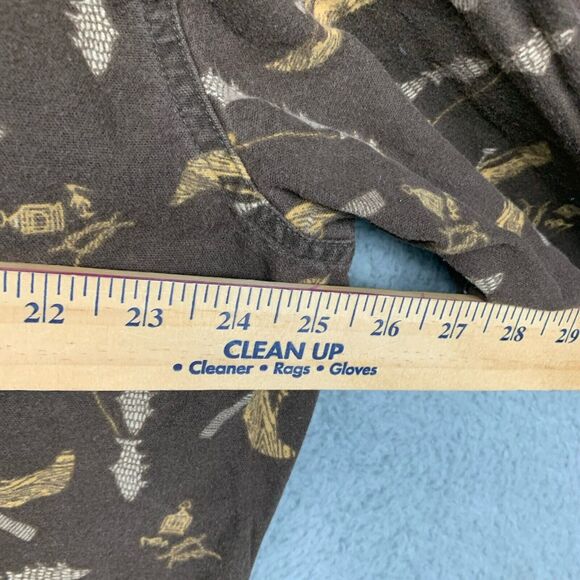 22 23 24 25 26 27 28 29
CLEAN UP
• Cleaner • Rags • Gloves